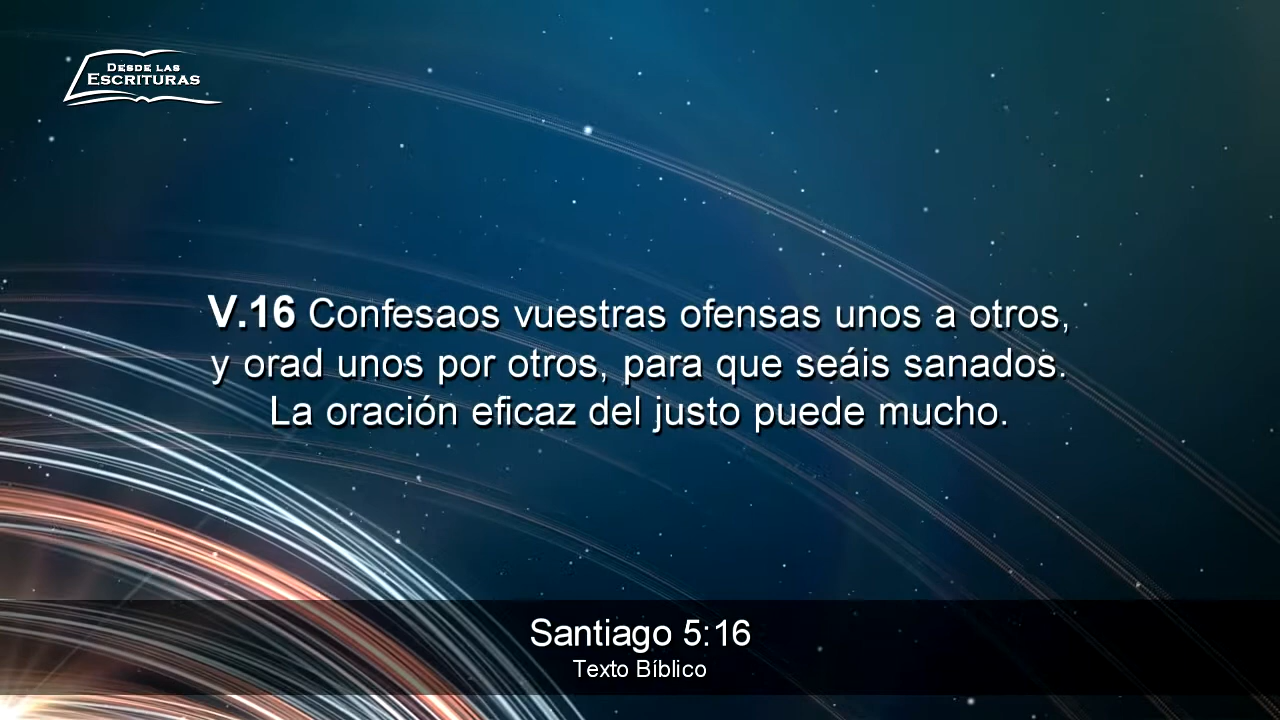 DESDE LAS
ESCRITURAS
V.16 Confesaos vuestras ofensas unos a otros,
y orad unos por otros, para que seáis sanados.
La oración eficaz del justo puede mucho.
Santiago 5:16
Texto Bíblico